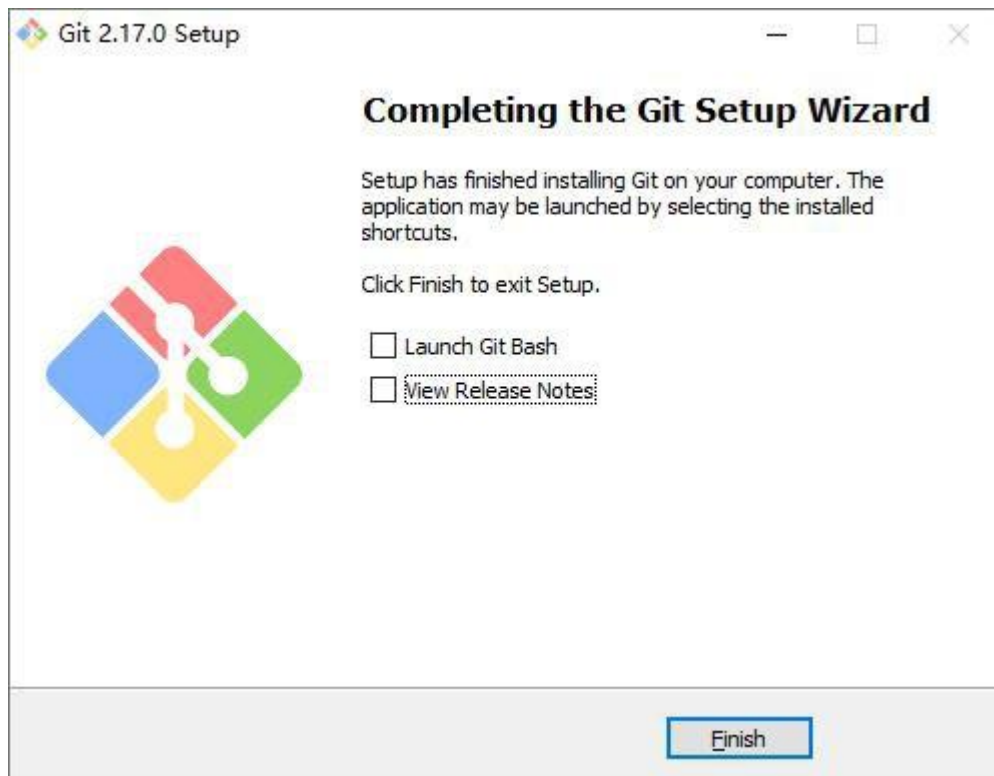 Git 2.17.0 Setup
Completing the Git Setup Wizard
Setup has finished installing Git on your computer. The
application may be launched by selecting the installed
shortcuts.
Click Finish to exit Setup.
Launch Git Bash
View Release Notes
Finish